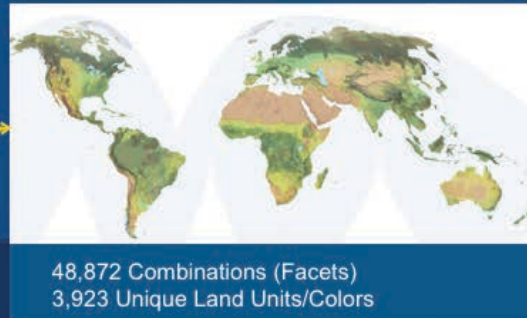 48,872 Combinations (Facets)
3,923 Unique Land Units/Colors